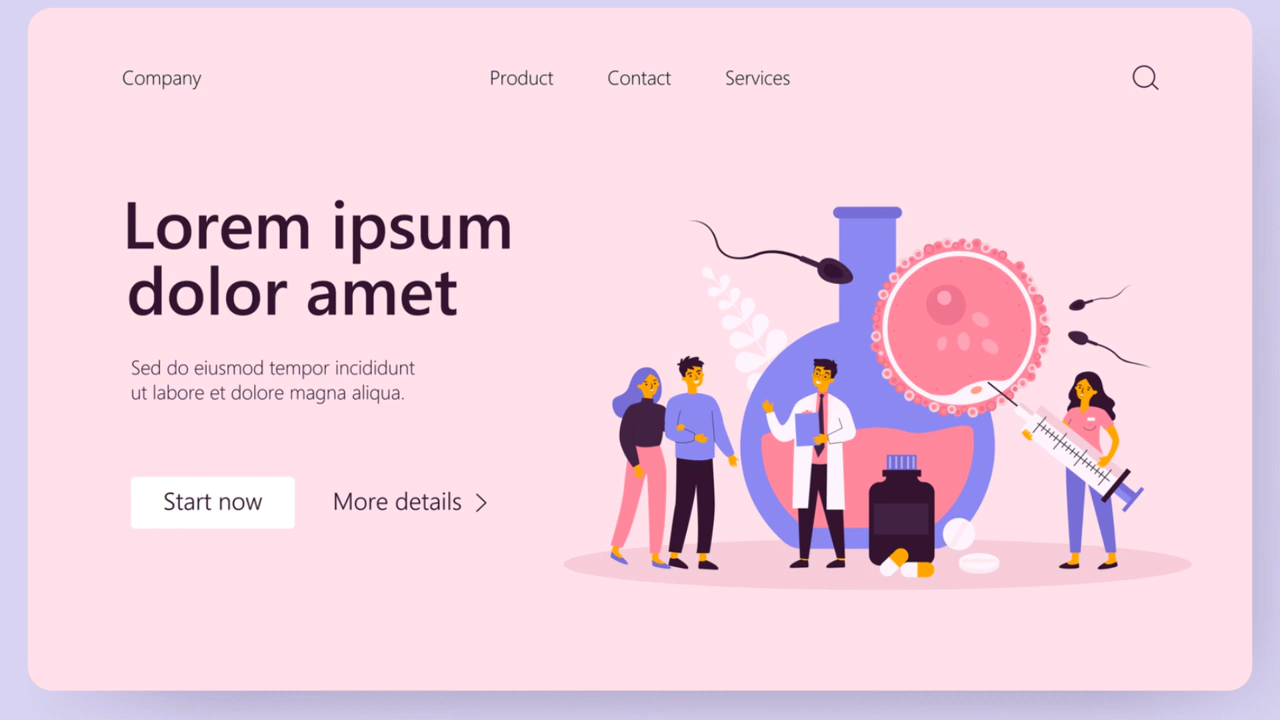 Company
Product
Contact
Services
Lorem ipsum
dolor amet
Sed do eiusmod tempor incididunt
ut labore et dolore magna aliqua.
Start now
More details